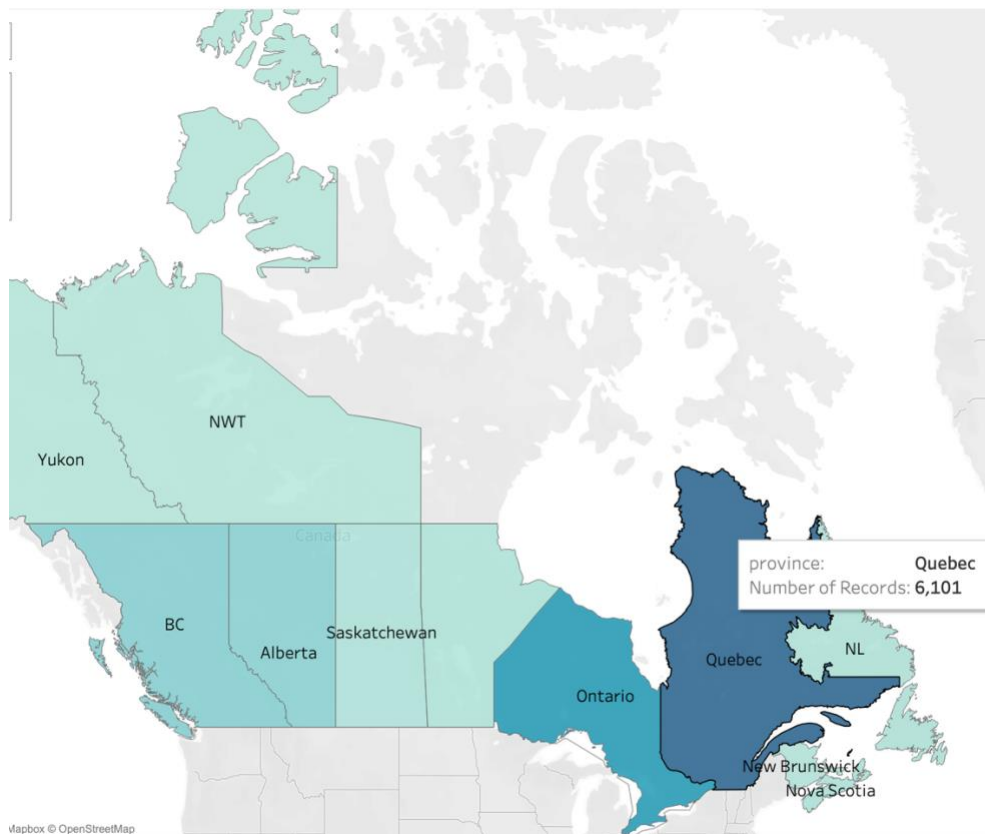 NWT
Yukon
Canada
BC
Alberta
Saskatchewan
province: Quebec
Number of Records: 6,101
Quebec
NL
Ontario
New Brunswick
Nova Scotia
Mapbox © OpenStreetMap